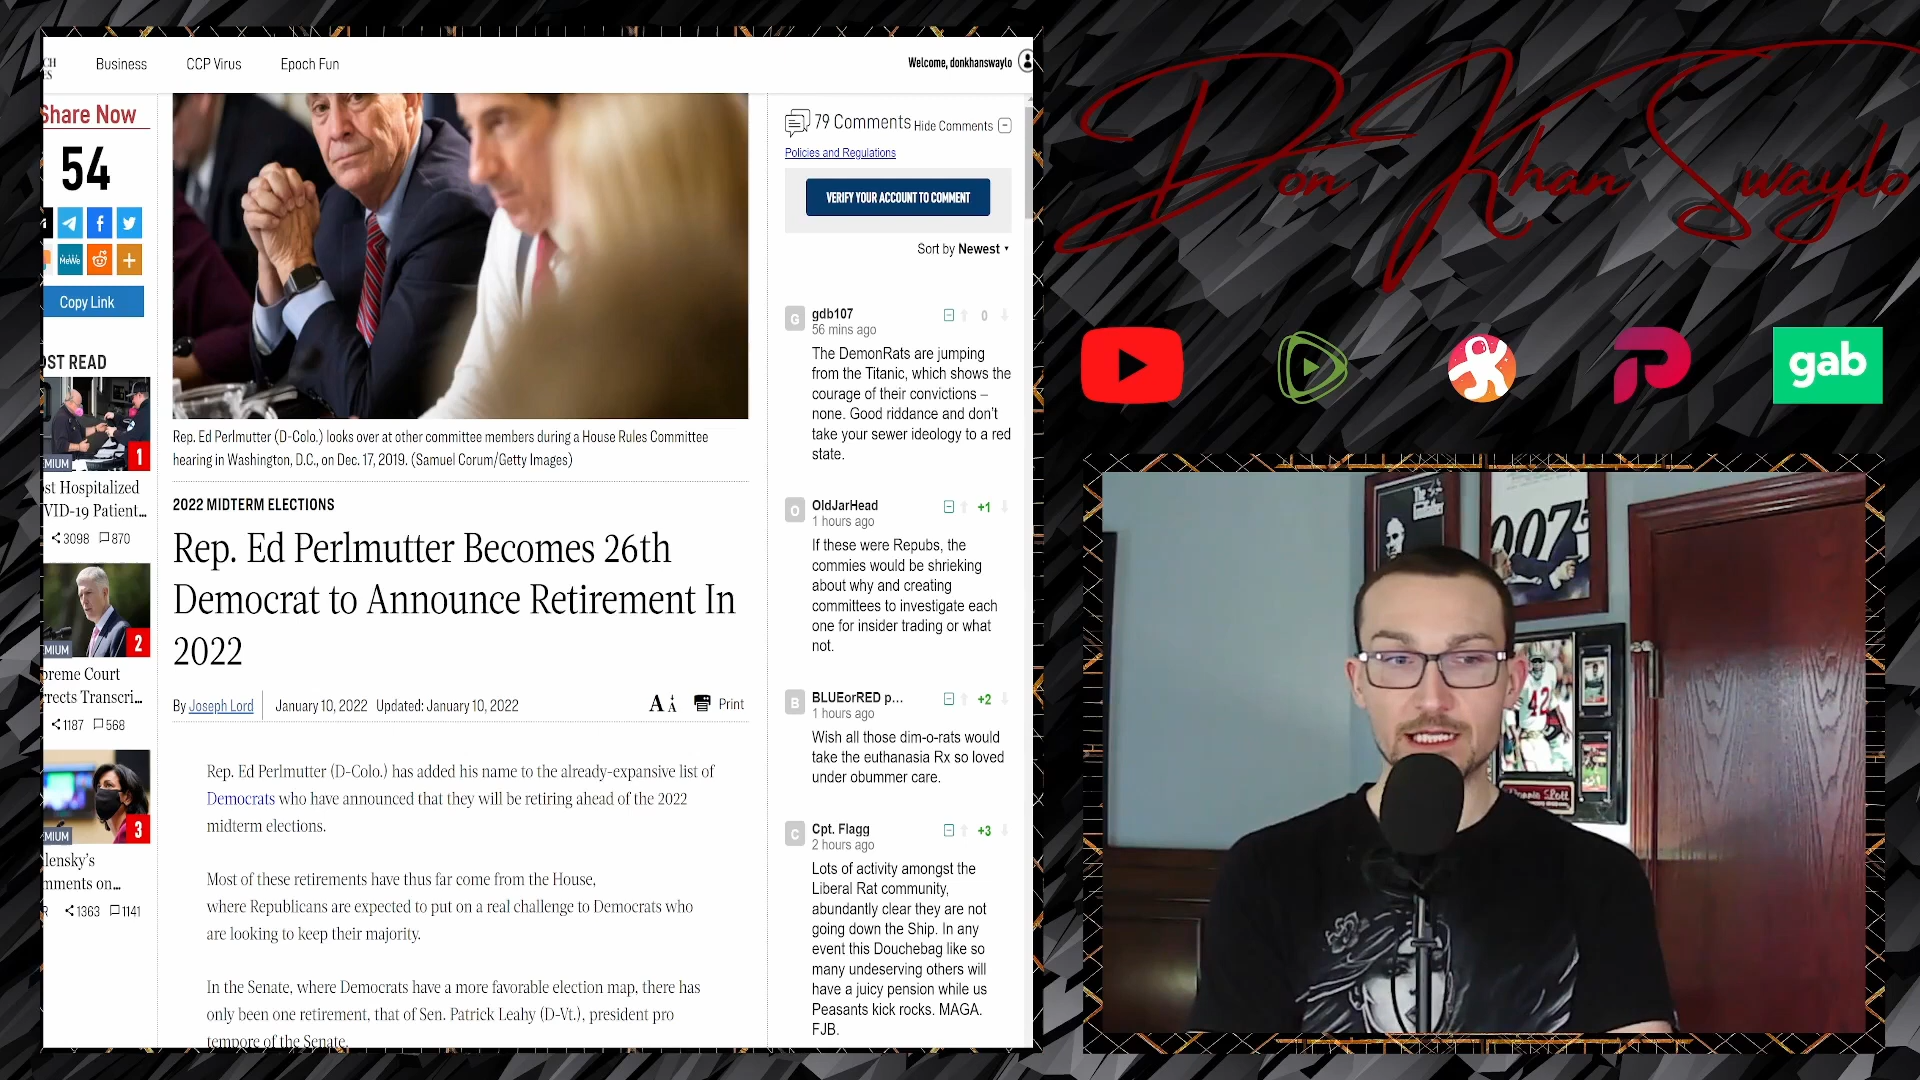 CH
ES
Business
CCP Virus
Epoch Fun
Welcome, donkhanswaylo
Share Now
54
MeWe
Copy Link
OST READ
MIUM
1
st Hospitalized
VID-19 Patient...
3098
870
MIUM
2
preme Court
rrects Transcri...
1187
568
MIUM
3
lensky's
mments on...
R
1363
1141
Rep. Ed Perlmutter (D-Colo.) looks over at other committee members during a House Rules Committee
hearing in Washington, D.C., on Dec. 17, 2019. (Samuel Corum/Getty Images)
2022 MIDTERM ELECTIONS
Rep. Ed Perlmutter Becomes 26th
Democrat to Announce Retirement In
2022
By Joseph Lord
January 10, 2022 Updated: January 10, 2022
A A
Print
Rep. Ed Perlmutter (D-Colo.) has added his name to the already-expansive list of
Democrats who have announced that they will be retiring ahead of the 2022
midterm elections.
Most of these retirements have thus far come from the House,
where Republicans are expected to put on a real challenge to Democrats who
are looking to keep their majority.
In the Senate, where Democrats have a more favorable election map, there has
only been one retirement, that of Sen. Patrick Leahy (D-Vt.), president pro
tempore of the Senate.
79 Comments
Hide Comments
Policies and Regulations
VERIFY YOUR ACCOUNT TO COMMENT
Sort by Newest
G
gdb107
0
56 mins ago
The DemonRats are jumping
from the Titanic, which shows the
courage of their convictions –
none. Good riddance and don't
take your sewer ideology to a red
state.
O
OldJarHead
+1
1 hours ago
If these were Repubs, the
commies would be shrieking
about why and creating
committees to investigate each
one for insider trading or what
not.
B
BLUEorRED p...
+2
1 hours ago
Wish all those dim-o-rats would
take the euthanasia Rx so loved
under obummer care.
C
Cpt. Flagg
+3
2 hours ago
Lots of activity amongst the
Liberal Rat community,
abundantly clear they are not
going down the Ship. In any
event this Douchebag like so
many undeserving others will
have a juicy pension while us
Peasants kick rocks. MAGA.
FJB.
Don Khan Swaylo
gab
The
Godfather
007
42
Ronnie Lott